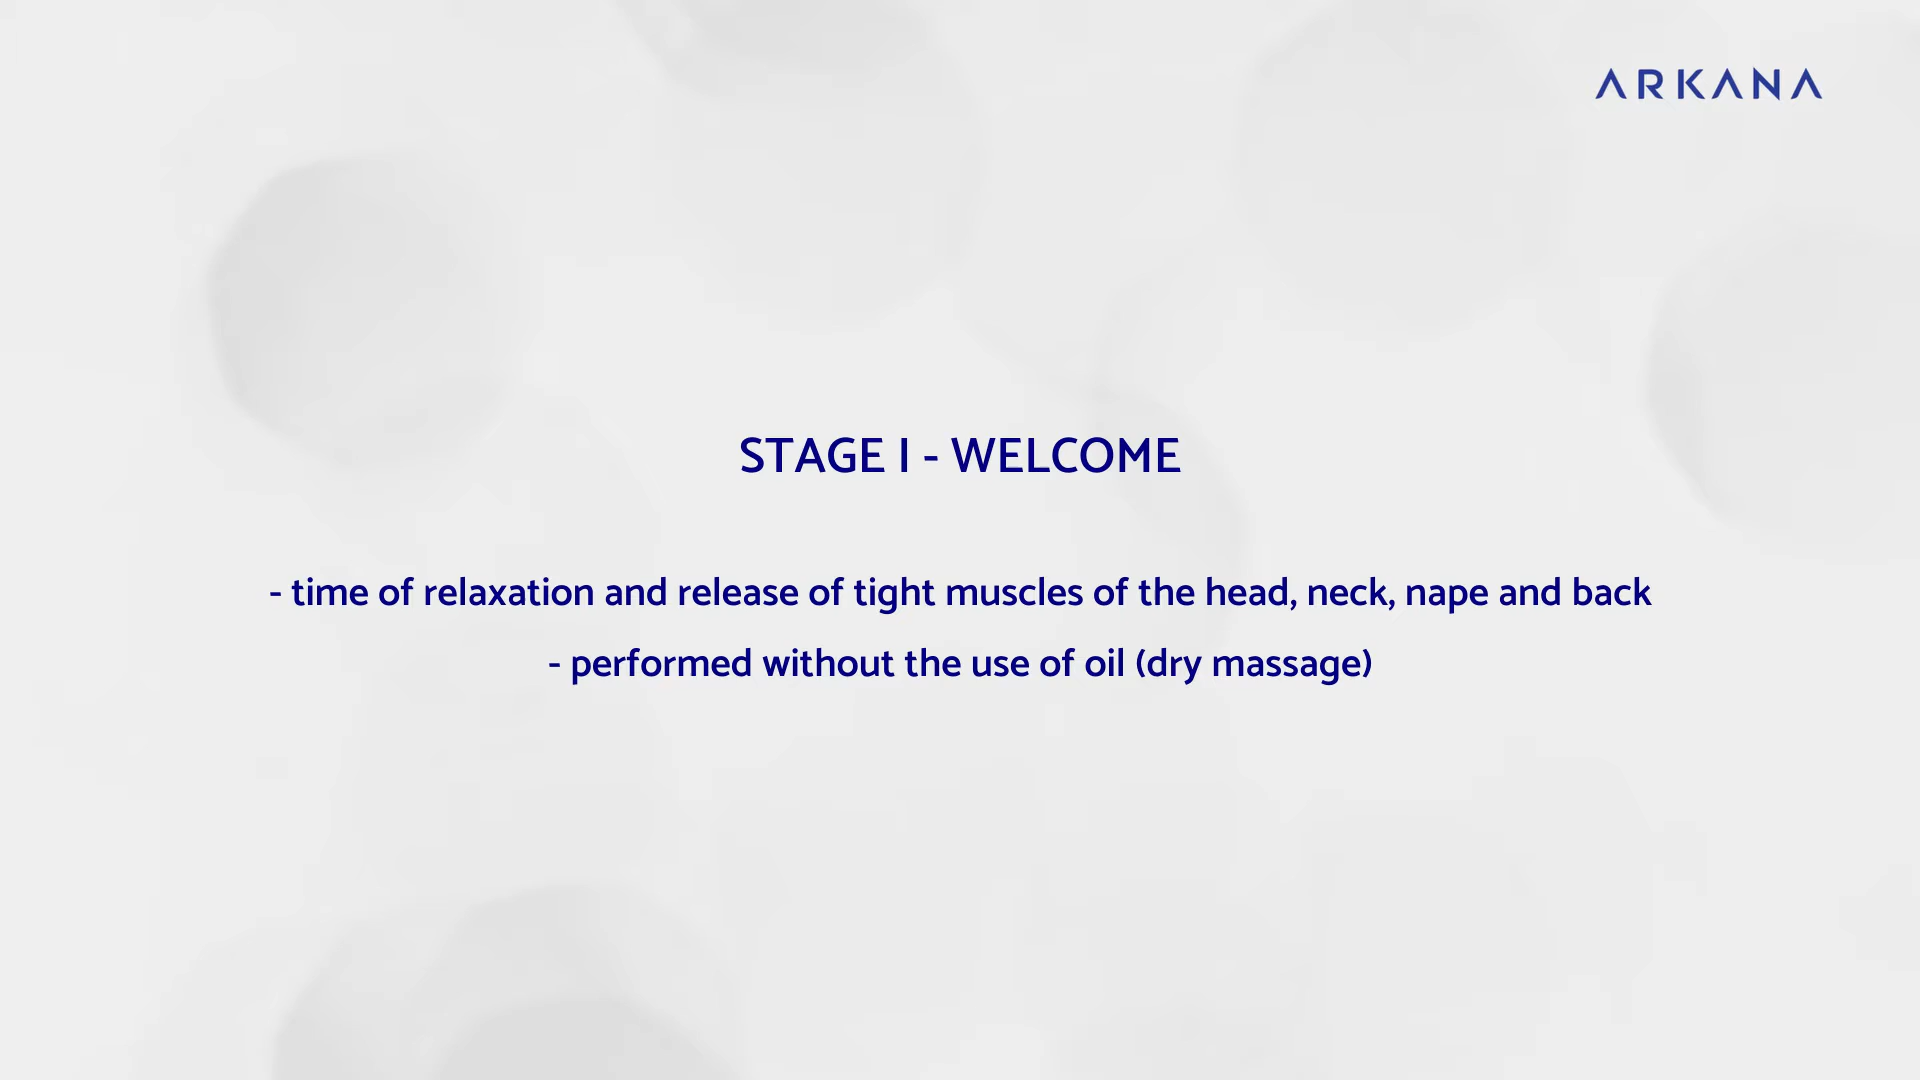 ARKANA
STAGE I - WELCOME
- time of relaxation and release of tight muscles of the head, neck, nape and back
- performed without the use of oil (dry massage)